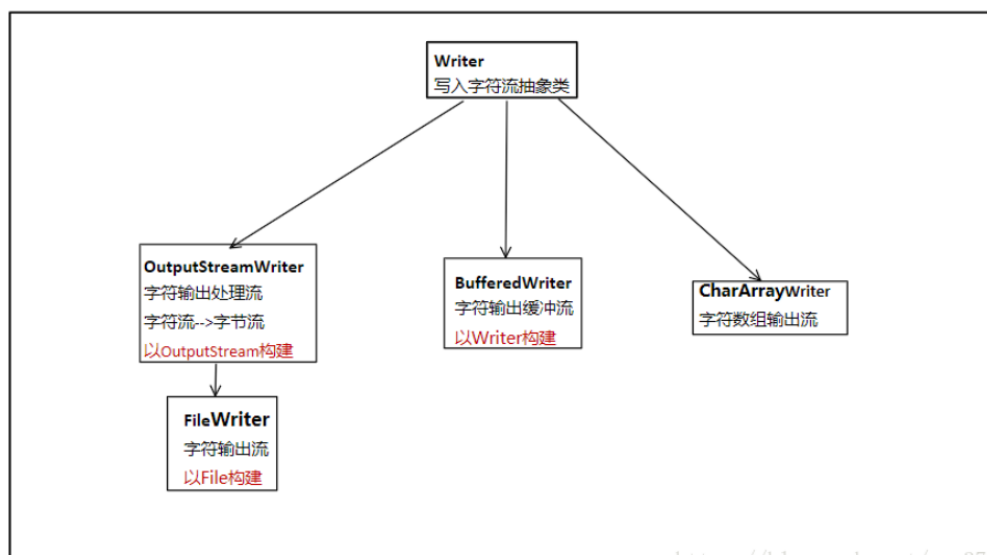 Writer
写入字符流抽象类
OutputStreamWriter
字符输出处理流
字符流-->字节流
以OutputStream构建
BufferedWriter
字符输出缓冲流
以Writer构建
CharArrayWriter
字符数组输出流
FileWriter
字符输出流
以File构建